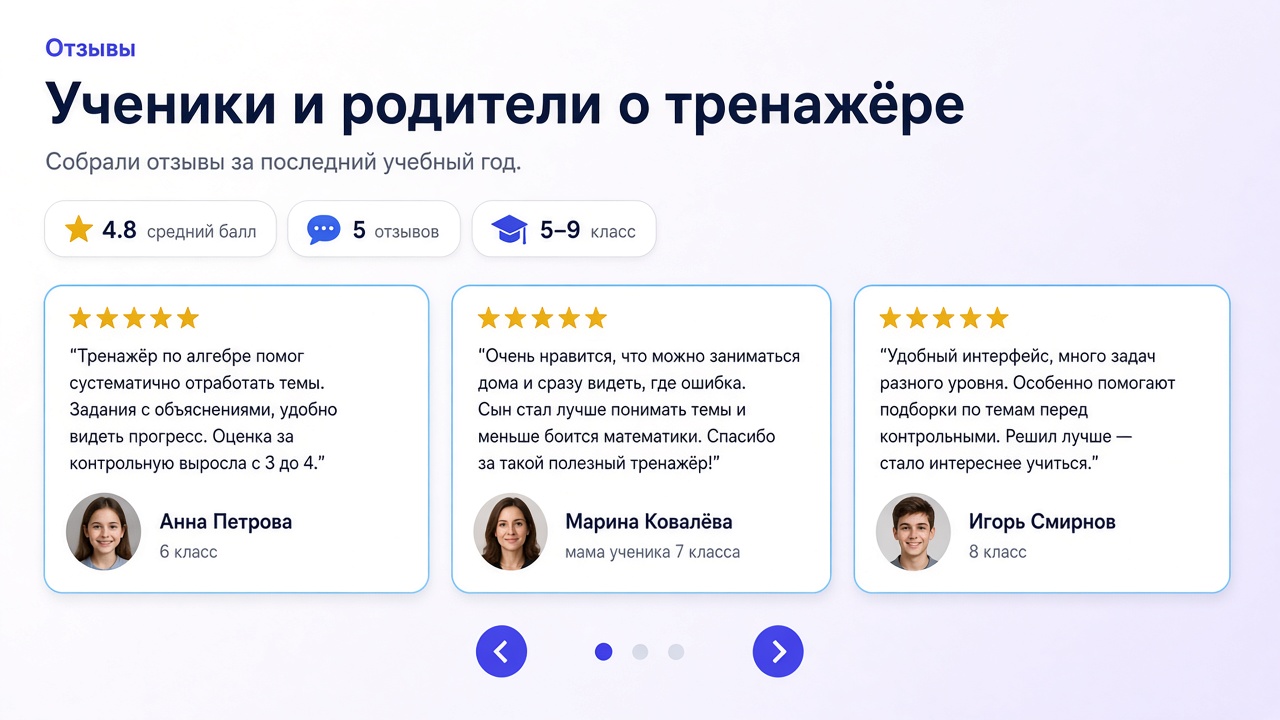 Отзывы
Ученики и родители о тренажёре
Собрали отзывы за последний учебный год.
4.8 средний балл
5 отзывов
5–9 класс
“Тренажёр по алгебре помог
сустематично отработать темы.
Задания с объяснениями, удобно
видеть прогресс. Оценка за
контрольную выросла с 3 до 4.”
Анна Петрова
6 класс
“Очень нравится, что можно заниматься
дома и сразу видеть, где ошибка.
Сын стал лучше понимать темы и
меньше боится математики. Спасибо
за такой полезный тренажёр!”
Марина Ковалёва
мама ученика 7 класса
“Удобный интерфейс, много задач
разного уровня. Особенно помогают
подборки по темам перед
контрольными. Решил лучше —
стало интереснее учиться.”
Игорь Смирнов
8 класс